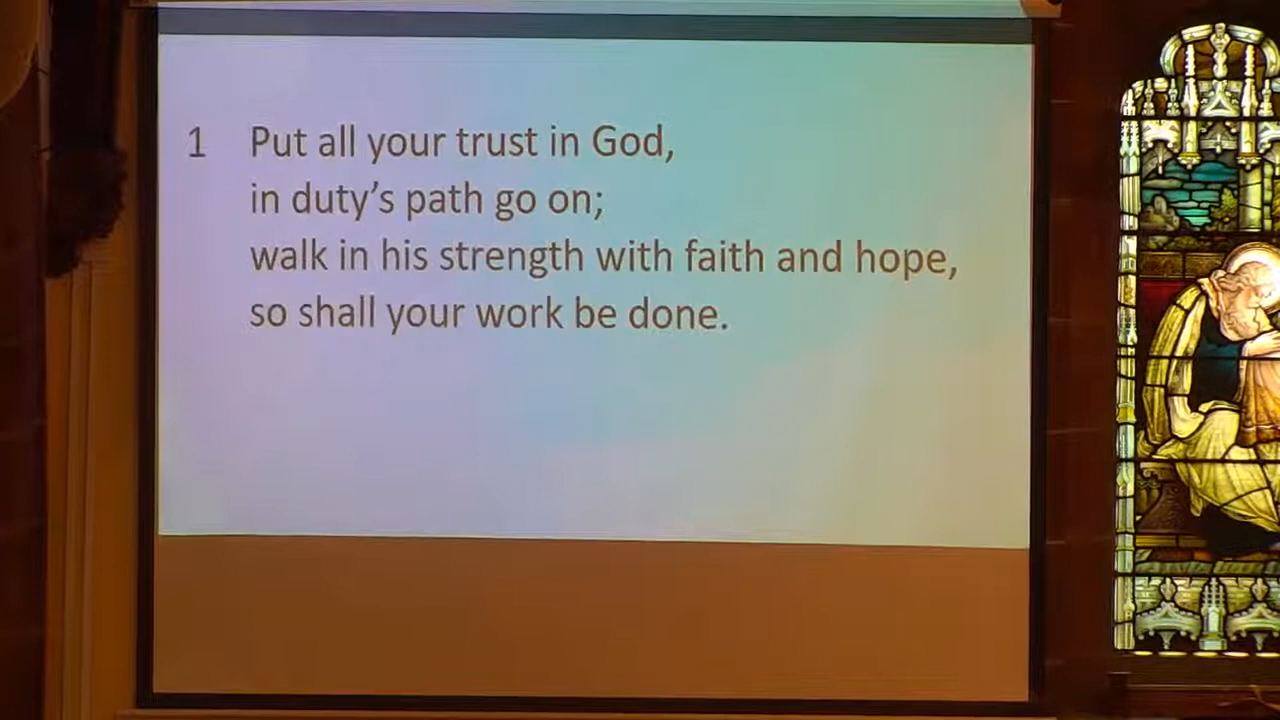 1 Put all your trust in God,
in duty’s path go on;
walk in his strength with faith and hope,
so shall your work be done.